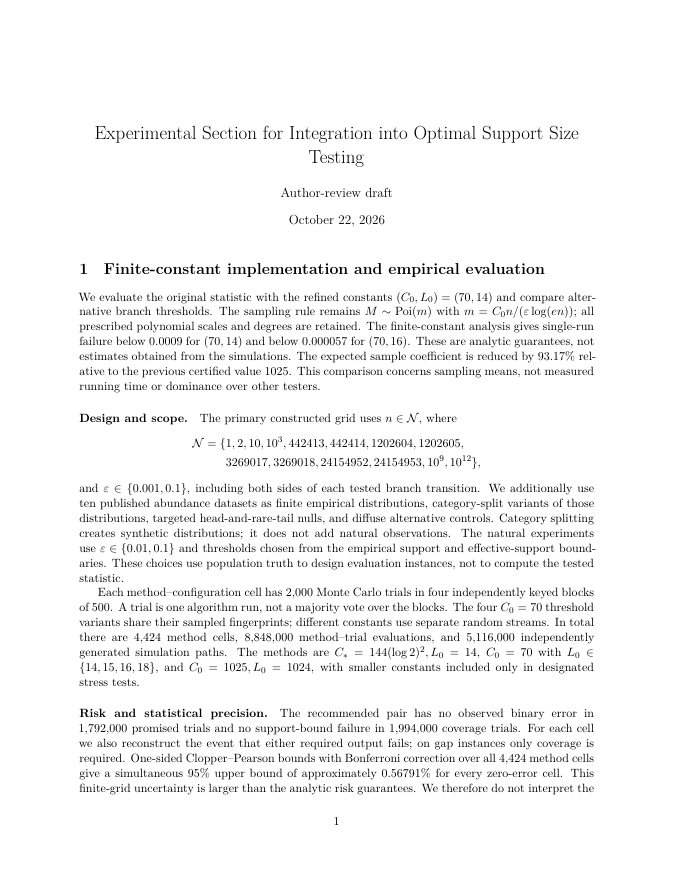 Experimental Section for Integration into Optimal Support Size
Testing
Author-review draft
October 22, 2026
1 Finite-constant implementation and empirical evaluation
We evaluate the original statistic with the refined constants (C₀, L₀) = (70, 14) and compare alter-
native branch thresholds. The sampling rule remains M ∼ Poi(m) with m = C₀n/(ε log(en)); all
prescribed polynomial scales and degrees are retained. The finite-constant analysis gives single-run
failure below 0.0009 for (70, 14) and below 0.000057 for (70, 16). These are analytic guarantees, not
estimates obtained from the simulations. The expected sample coefficient is reduced by 93.17% rel-
ative to the previous certified value 1025. This comparison concerns sampling means, not measured
running time or dominance over other testers.
Design and scope. The primary constructed grid uses n ∈ 𝒩, where
𝒩 = {1, 2, 10, 10³, 442413, 442414, 1202604, 1202605,
3269017, 3269018, 24154952, 24154953, 10⁹, 10¹²},
and ε ∈ {0.001, 0.1}, including both sides of each tested branch transition. We additionally use
ten published abundance datasets as finite empirical distributions, category-split variants of those
distributions, targeted head-and-rare-tail nulls, and diffuse alternative controls. Category splitting
creates synthetic distributions; it does not add natural observations. The natural experiments
use ε ∈ {0.01, 0.1} and thresholds chosen from the empirical support and effective-support bound-
aries. These choices use population truth to design evaluation instances, not to compute the tested
statistic.
Each method–configuration cell has 2,000 Monte Carlo trials in four independently keyed blocks
of 500. A trial is one algorithm run, not a majority vote over the blocks. The four C₀ = 70 threshold
variants share their sampled fingerprints; different constants use separate random streams. In total
there are 4,424 method cells, 8,848,000 method–trial evaluations, and 5,116,000 independently
generated simulation paths. The methods are C∗ = 144(log 2)², L₀ = 14, C₀ = 70 with L₀ ∈
{14, 15, 16, 18}, and C₀ = 1025, L₀ = 1024, with smaller constants included only in designated
stress tests.
Risk and statistical precision. The recommended pair has no observed binary error in
1,792,000 promised trials and no support-bound failure in 1,994,000 coverage trials. For each cell
we also reconstruct the event that either required output fails; on gap instances only coverage is
required. One-sided Clopper–Pearson bounds with Bonferroni correction over all 4,424 method cells
give a simultaneous 95% upper bound of approximately 0.56791% for every zero-error cell. This
finite-grid uncertainty is larger than the analytic risk guarantees. We therefore do not interpret the
1